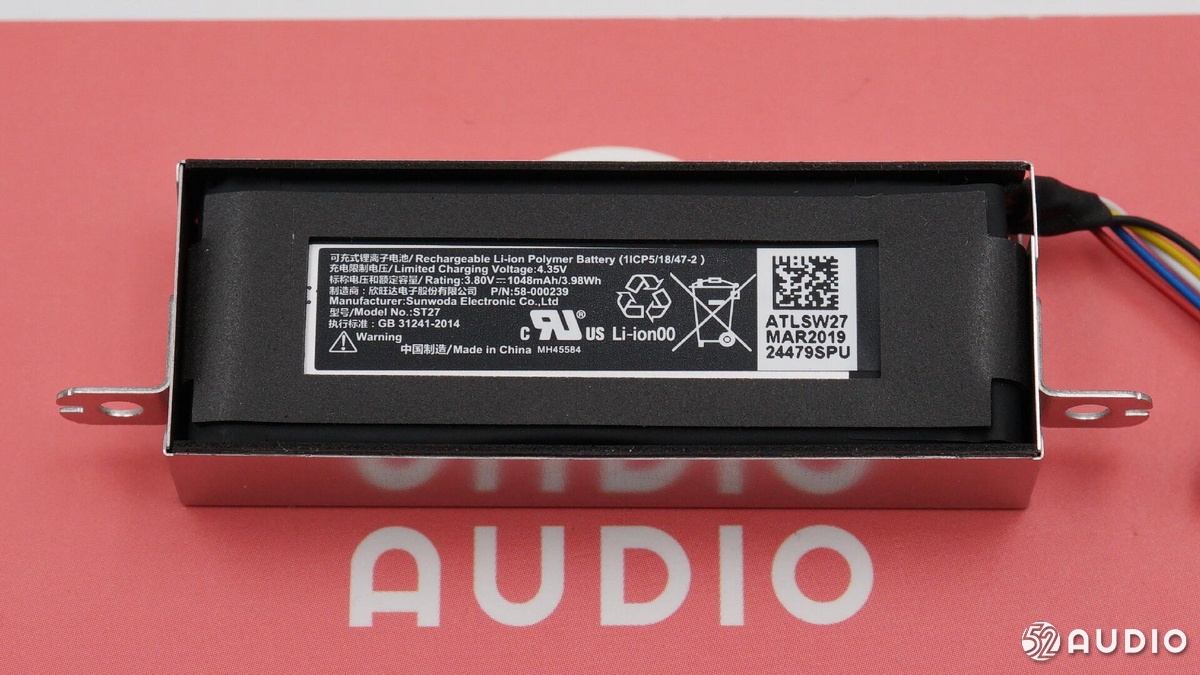 可充式锂离子电池/ Rechargeable Li-ion Polymer Battery (1ICP5/18/47-2 )
充电限制电压/ Limited Charging Voltage:4.35V
标称电压和额定容量/ Rating:3.80V⎓1048mAh/3.98Wh
制造商：欣旺达电子股份有限公司 P/N:58-000239
Manufacturer:Sunwoda Electronic Co.,Ltd
型号/Model No.:ST27
执行标准：GB 31241-2014
Warning
中国制造/Made in China MH45584
c RU® US
Li-ion00
ATLSW27
MAR2019
24479SPU
AUDIO
AUDIO
52 AUDIO